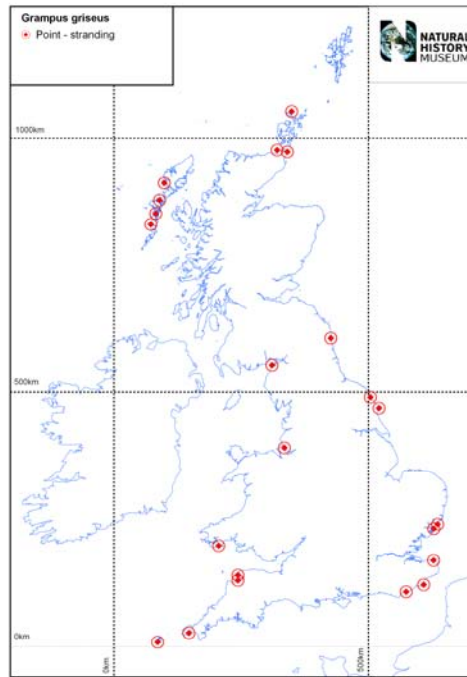 Grampus griseus
Point - stranding
NATURAL
HISTORY
MUSEUM
1000km
500km
0km
0km
500km